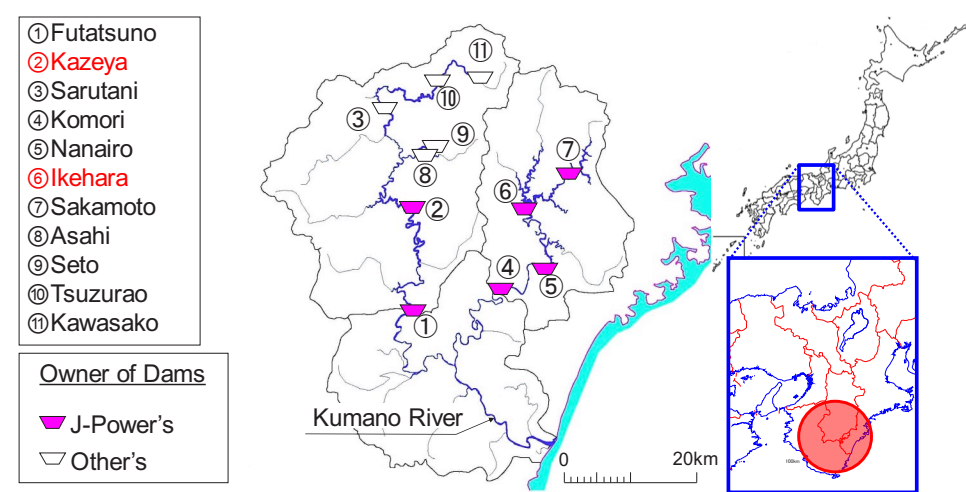 ①Futatsuno
②Kazeya
③Sarutani
④Komori
⑤Nanairo
⑥Ikehara
⑦Sakamoto
⑧Asahi
⑨Seto
⑩Tsuzurao
⑪Kawasako
Owner of Dams
J-Power's
Other's
⑪
⑩
③
⑨
⑧
⑦
②
⑥
④
⑤
①
Kumano River
0 20km
100km